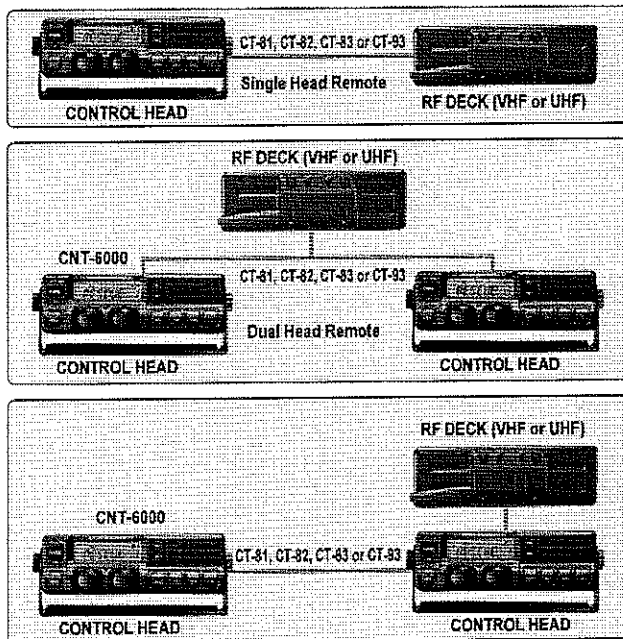 CT-81, CT-82, CT-83 or CT-93
Single Head Remote
CONTROL HEAD
RF DECK (VHF or UHF)
RF DECK (VHF or UHF)
CNT-6000
CT-81, CT-82, CT-83 or CT-93
Dual Head Remote
CONTROL HEAD
CONTROL HEAD
RF DECK (VHF or UHF)
CNT-6000
CT-81, CT-82, CT-83 or CT-93
CONTROL HEAD
CONTROL HEAD